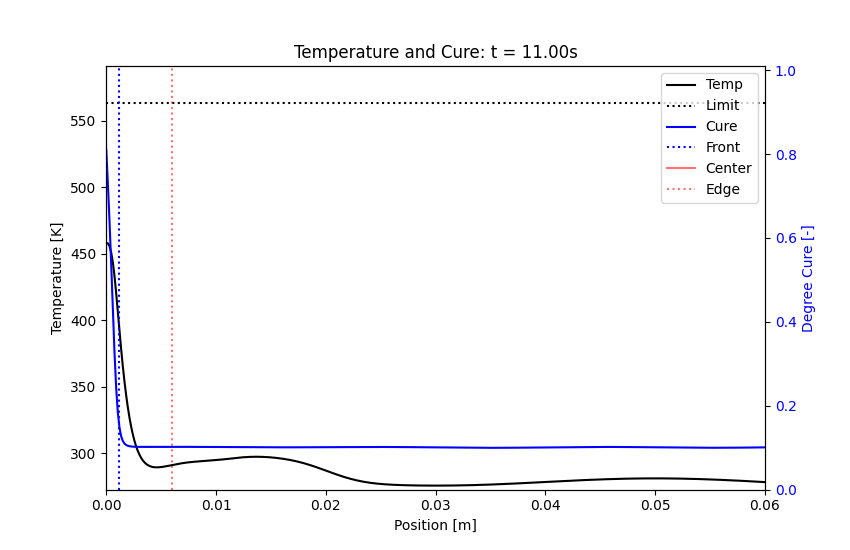 Temperature and Cure: t = 11.00s
Temperature [K]
550
500
450
400
350
300
Temp
Limit
Cure
Front
Center
Edge
1.0
0.8
0.6
0.4
0.2
0.0
Degree Cure [-]
0.00
0.01
0.02
0.03
0.04
0.05
0.06
Position [m]